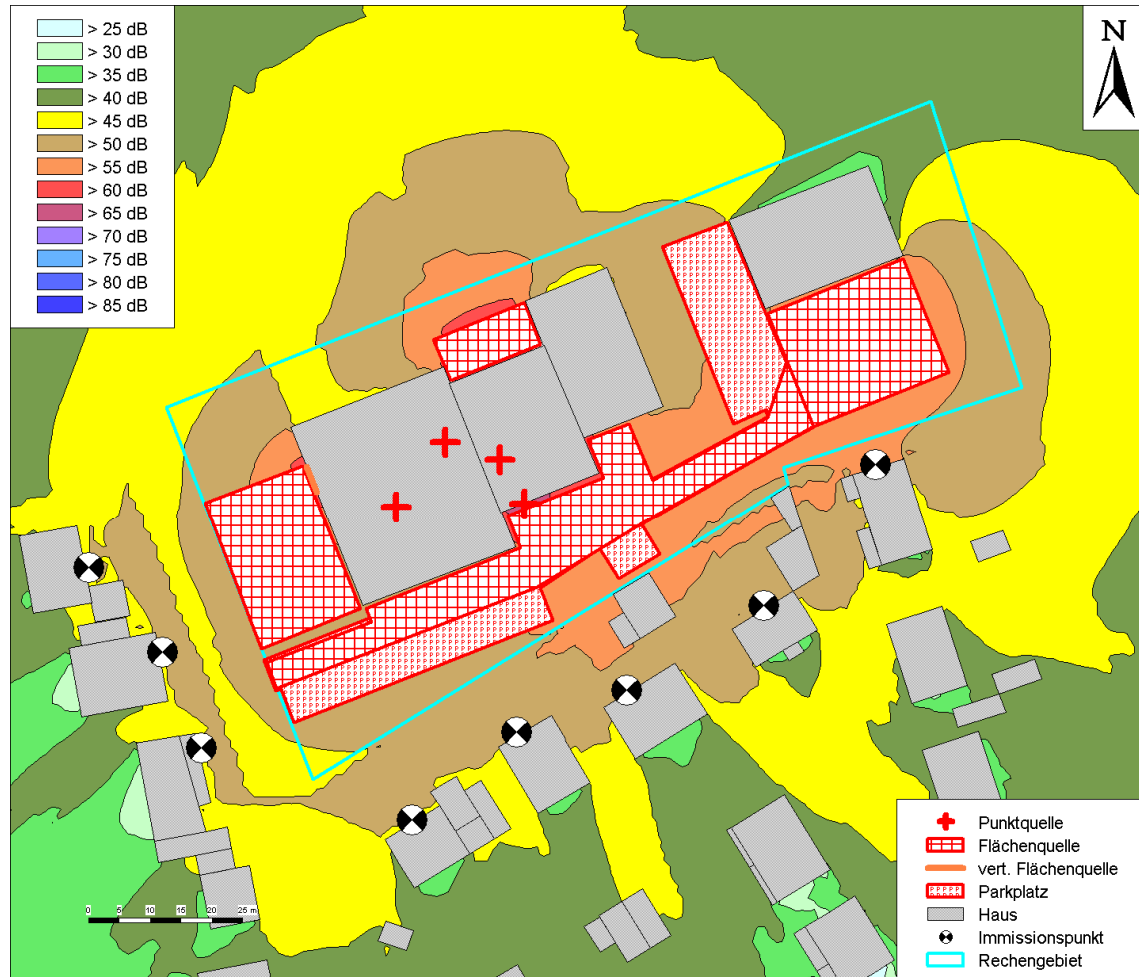 > 25 dB
> 30 dB
> 35 dB
> 40 dB
> 45 dB
> 50 dB
> 55 dB
> 60 dB
> 65 dB
> 70 dB
> 75 dB
> 80 dB
> 85 dB
N
0 5 10 15 20 25 m
Punktquelle
Flächenquelle
vert. Flächenquelle
Parkplatz
Haus
Immissionspunkt
Rechengebiet